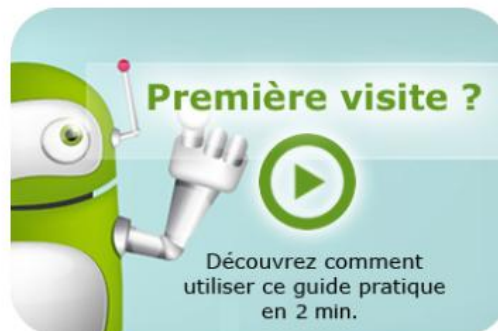 Première visite ?
Découvrez comment
utiliser ce guide pratique
en 2 min.